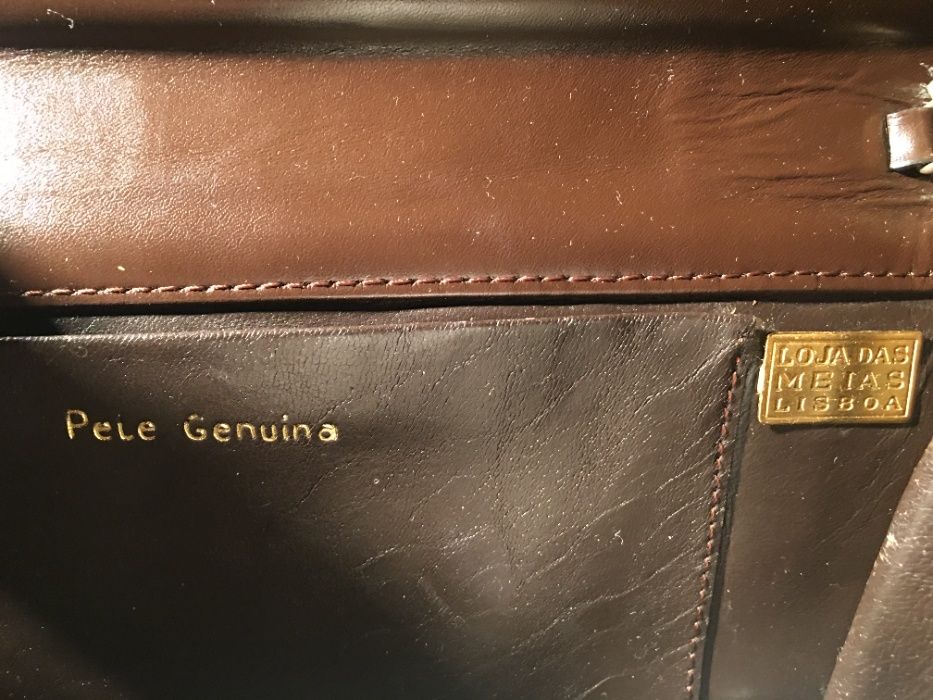 Pele Genuina
LOJA DAS
MEIAS
LISBOA